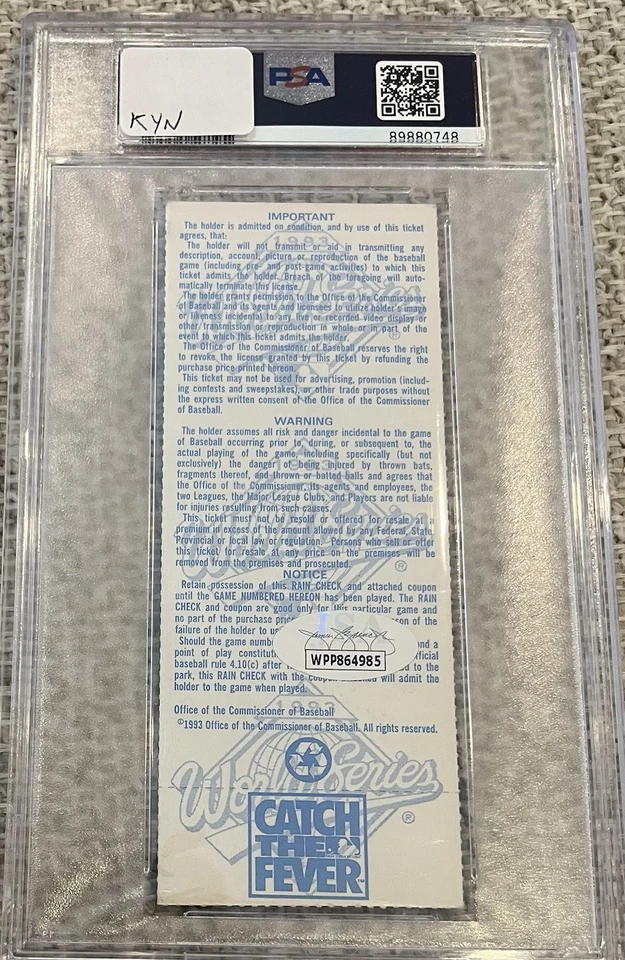 KYN
PSA
89880748
IMPORTANT
The holder is admitted on condition, and by use of this ticket
agrees, that:
The holder will not transmit or aid in transmitting any
description, account, picture or reproduction of the baseball
game (including pre- and post-game activities) to which this
ticket admits the holder. Breach of the foregoing will auto-
matically terminate this license.
The holder grants permission to the Office of the Commissioner
of Baseball and its agents and licensees to utilize holder's image
or likeness incidental to any live or recorded video display or
other transmission or reproduction in whole or in part of the
event to which this ticket admits the holder.
The Office of the Commissioner of Baseball reserves the right
to revoke the license granted by this ticket by refunding the
purchase price printed hereon.
This ticket may not be used for advertising, promotion (includ-
ing contests and sweepstakes), or other trade purposes without
the express written consent of the Office of the Commissioner
of Baseball.
WARNING
The holder assumes all risk and danger incidental to the game
of Baseball occurring prior to, during, or subsequent to, the
actual playing of the game, including specifically (but not
exclusively) the danger of being injured by thrown bats,
fragments thereof, and thrown or batted balls and agrees that
the Office of the Commissioner, its agents and employees, the
two Leagues, the Major League Clubs, and Players are not liable
for injuries resulting from such causes.
This ticket must not be resold or offered for resale at a
premium in excess of the amount allowed by any Federal, State,
Provincial or local law or regulation. Persons who sell or offer
this ticket for resale at any price on the premises will be
removed from the premises and prosecuted.
NOTICE
Retain possession of this RAIN CHECK and attached coupon
until the GAME NUMBERED HEREON has been played. The RAIN
CHECK and coupon are good only for this particular game and
no part of the purchase price son of the
failure of the holder to us
Should the game numb ond a
point of play constitut fficial
baseball rule 4.10(c) after d to the
park, this RAIN CHECK with the coupon will admit the
holder to the game when played.
JSA
WPP864985
1993
Office of the Commissioner of Baseball
©1993 Office of the Commissioner of Baseball. All rights reserved.
World Series
®
CATCH
THE
FEVER